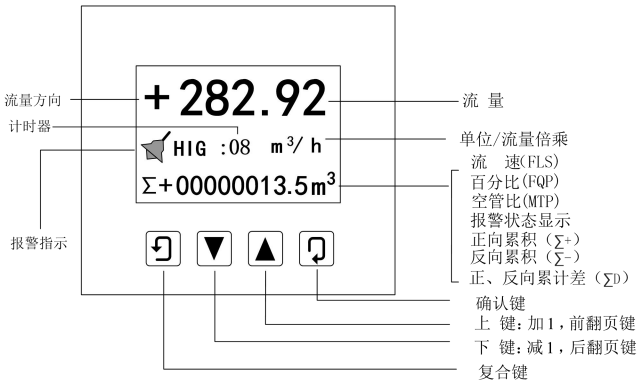 流量方向
+282.92
流 量
计时器
HIG :08 m³/h
单位/流量倍乘
流 速(FLS)
Σ+00000013.5m³
百分比(FQP)
空管比(MTP)
报警状态显示
报警指示
正向累积（∑+）
反向累积（∑-）
正、反向累计差（∑D）
确认键
上 键: 加1，前翻页键
下 键: 减1，后翻页键
复合键